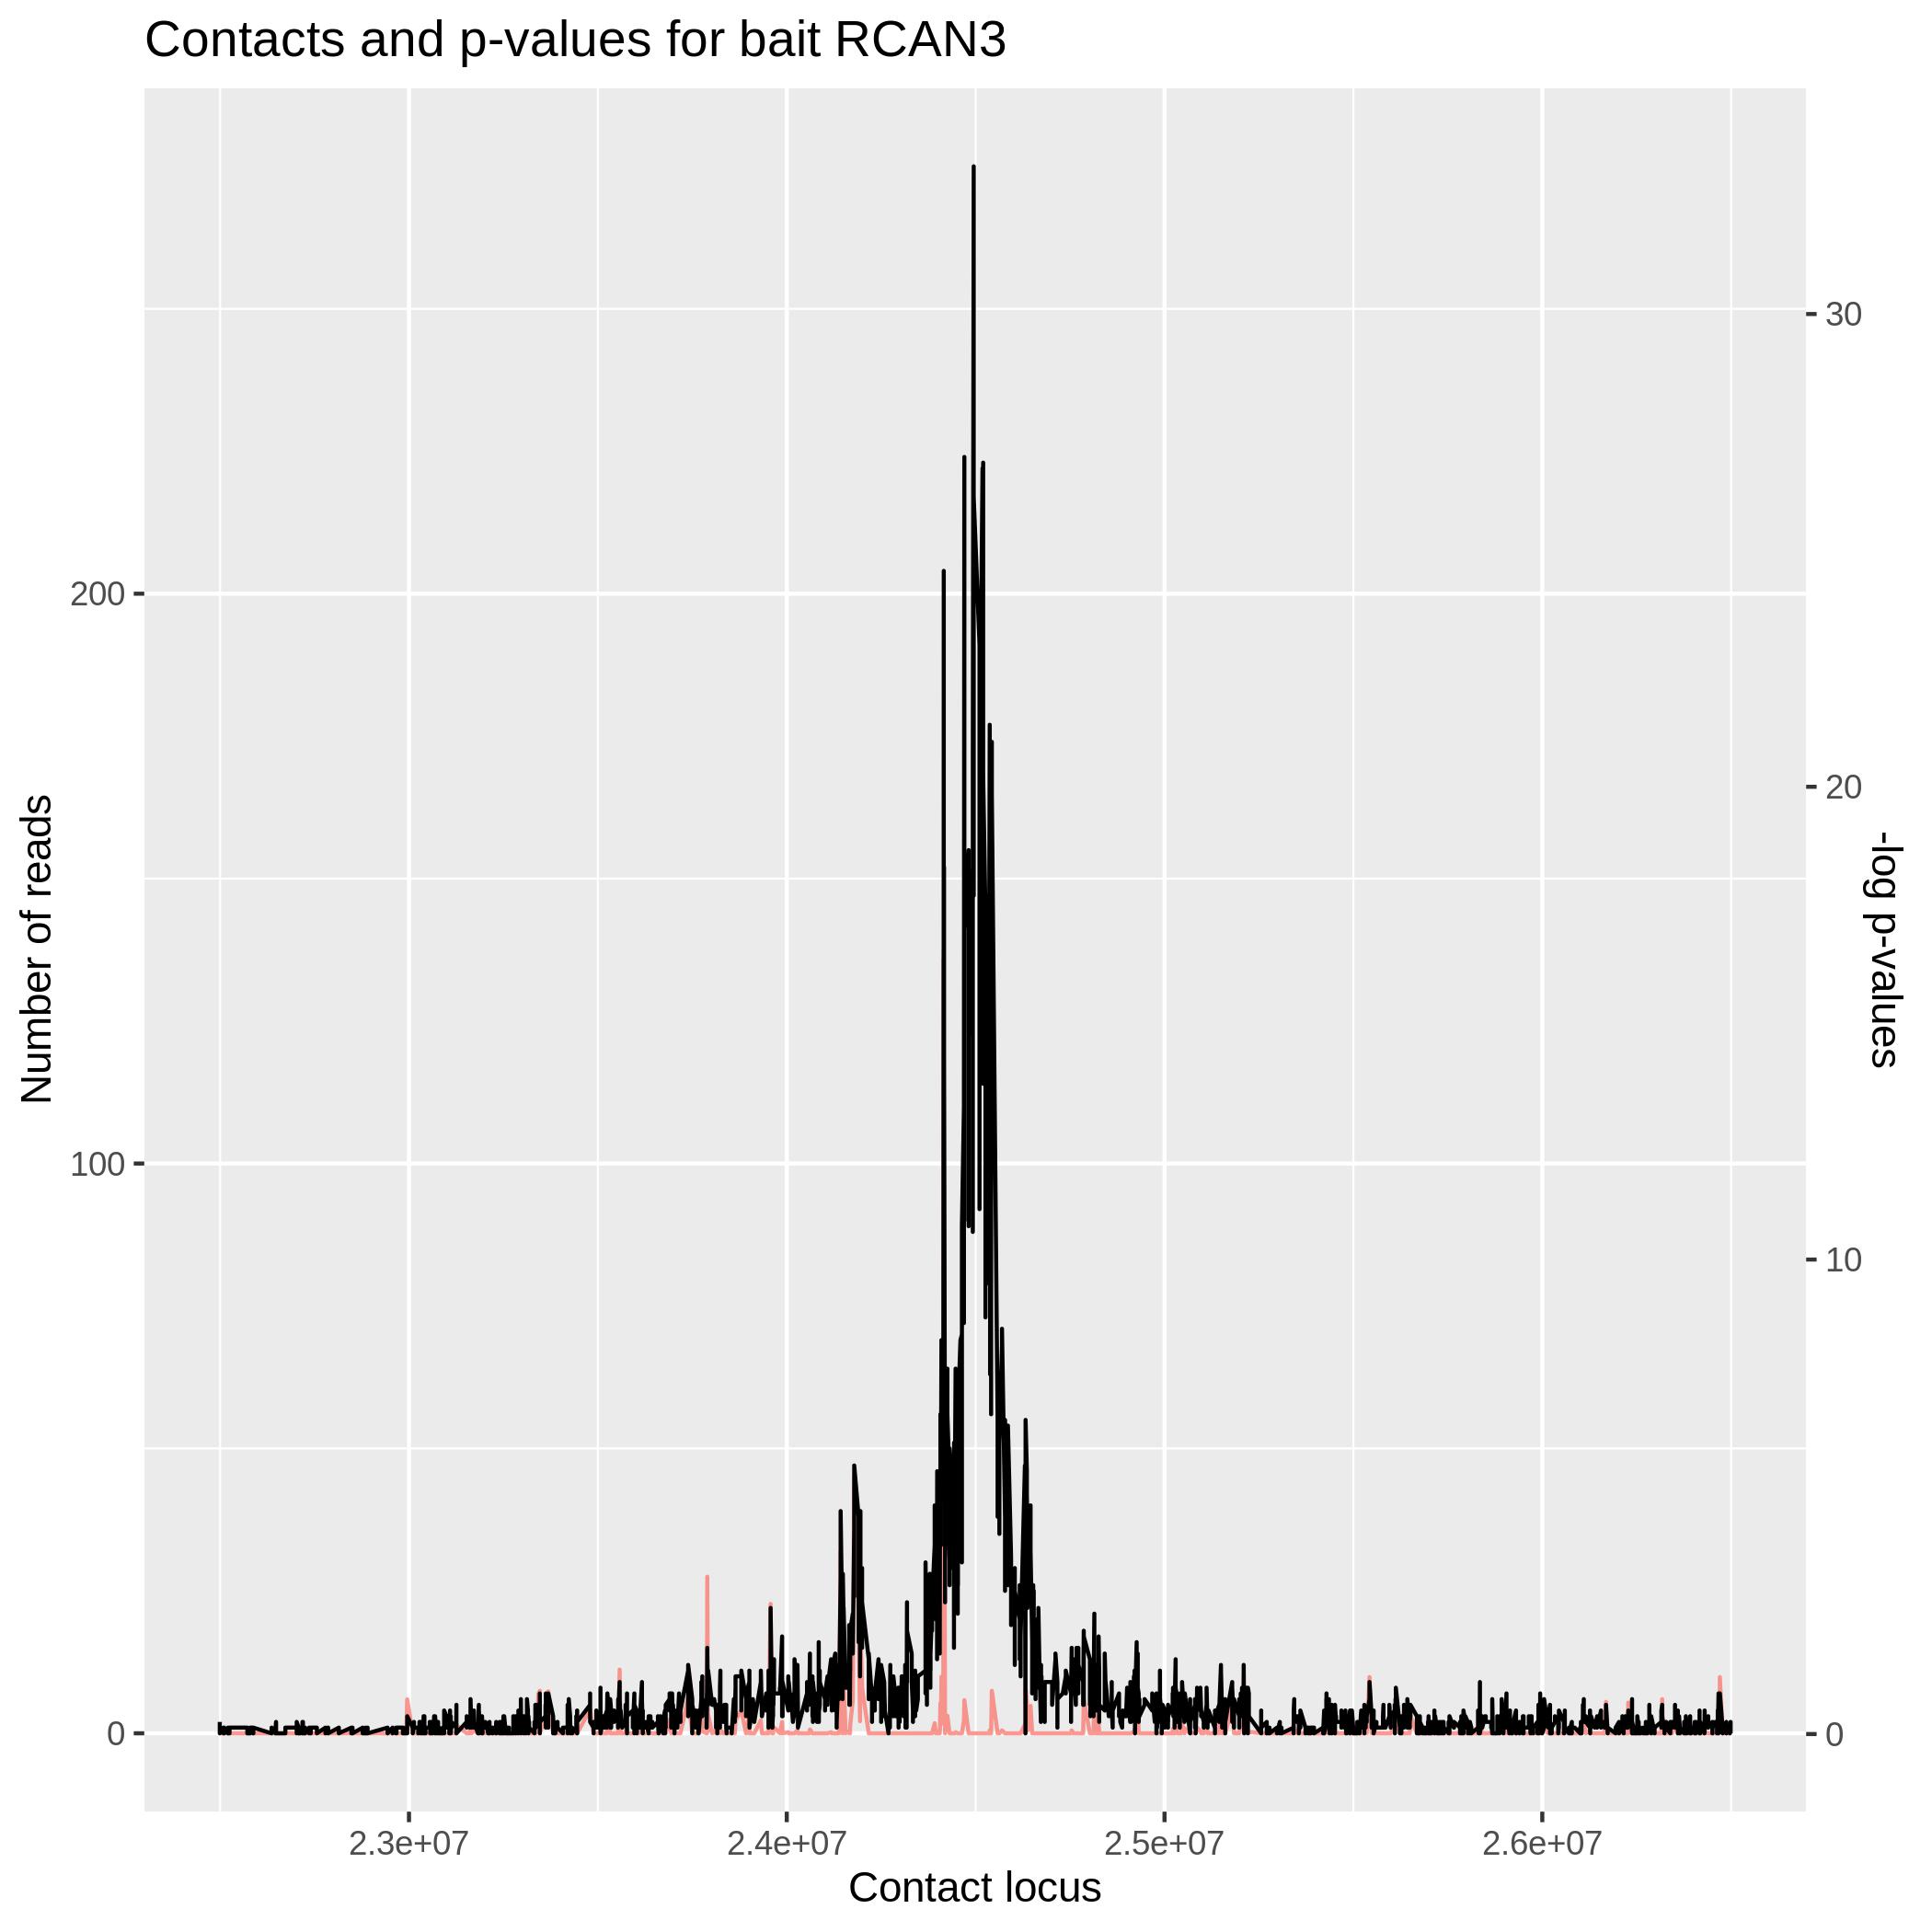 Contacts and p-values for bait RCAN3
Number of reads
200
100
0
30
20
10
0
-log p-values
2.3e+07 2.4e+07 2.5e+07 2.6e+07
Contact locus